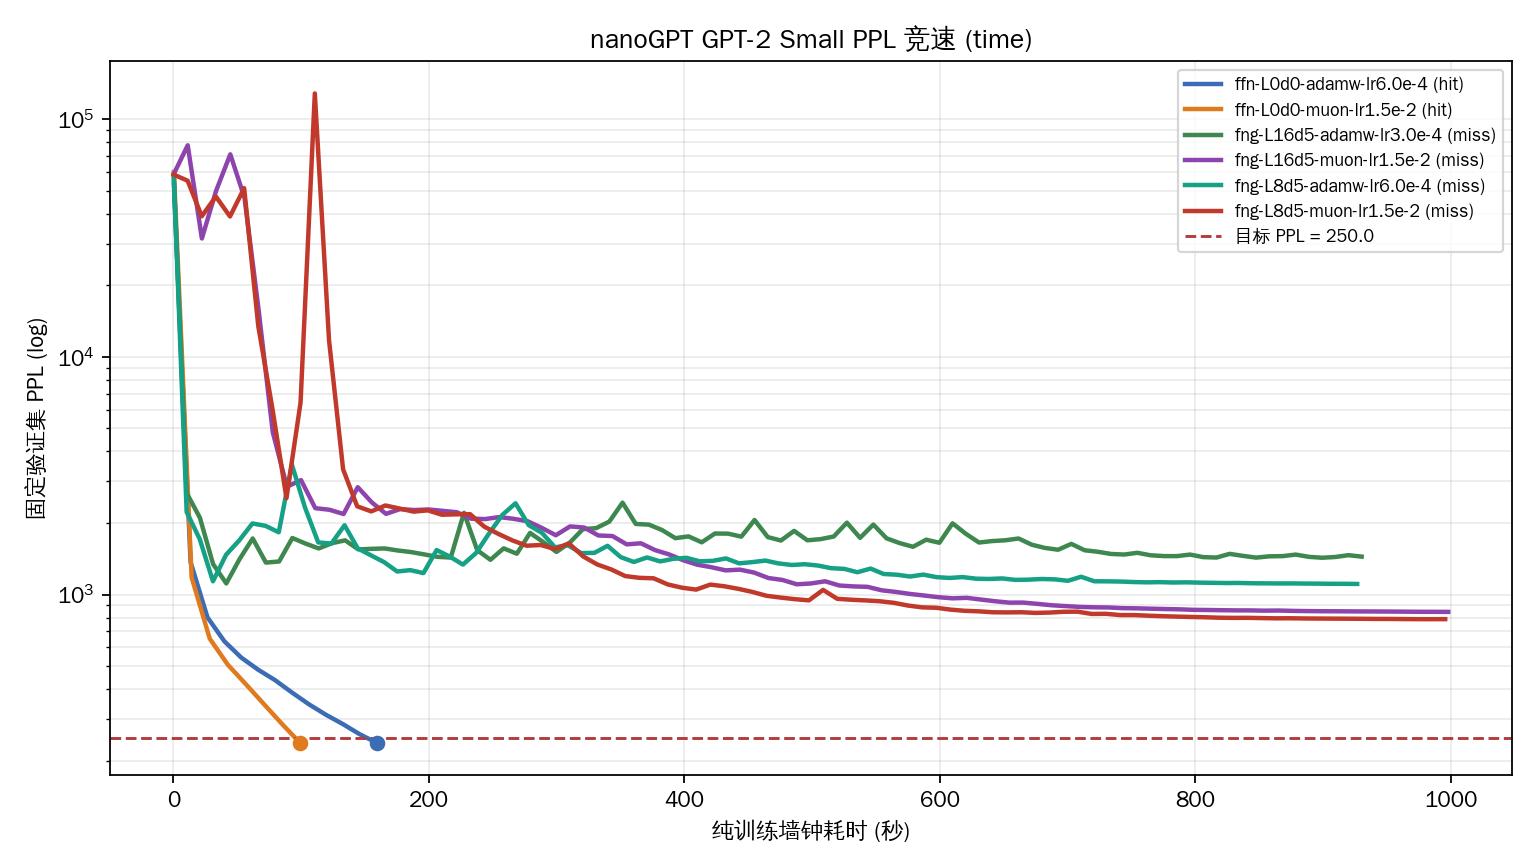 nanoGPT GPT-2 Small PPL 竞速 (time)
ffn-L0d0-adamw-lr6.0e-4 (hit)
ffn-L0d0-muon-lr1.5e-2 (hit)
fng-L16d5-adamw-lr3.0e-4 (miss)
fng-L16d5-muon-lr1.5e-2 (miss)
fng-L8d5-adamw-lr6.0e-4 (miss)
fng-L8d5-muon-lr1.5e-2 (miss)
目标 PPL = 250.0
固定验证集 PPL (log)
10⁵
10⁴
10³
0 200 400 600 800 1000
纯训练墙钟耗时 (秒)